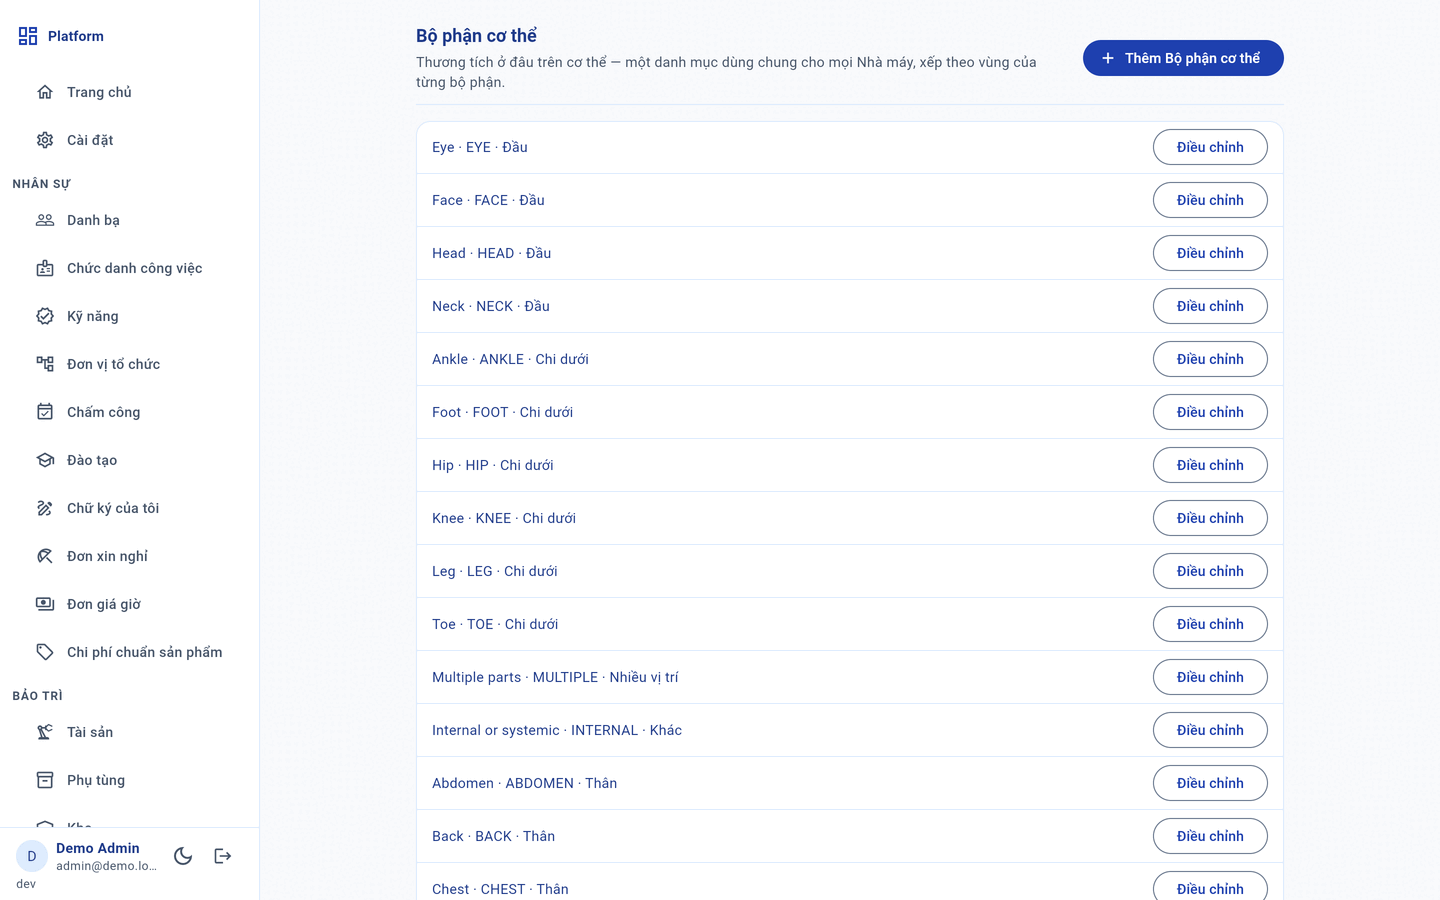 Platform
Trang chủ
Cài đặt
NHÂN SỰ
Danh bạ
Chức danh công việc
Kỹ năng
Đơn vị tổ chức
Chấm công
Đào tạo
Chữ ký của tôi
Đơn xin nghỉ
Đơn giá giờ
Chi phí chuẩn sản phẩm
BẢO TRÌ
Tài sản
Phụ tùng
D
Demo Admin
admin@demo.lo...
dev
Bộ phận cơ thể
Thương tích ở đâu trên cơ thể — một danh mục dùng chung cho mọi Nhà máy, xếp theo vùng của
từng bộ phận.
Thêm Bộ phận cơ thể
Eye · EYE · Đầu Điều chỉnh
Face · FACE · Đầu Điều chỉnh
Head · HEAD · Đầu Điều chỉnh
Neck · NECK · Đầu Điều chỉnh
Ankle · ANKLE · Chi dưới Điều chỉnh
Foot · FOOT · Chi dưới Điều chỉnh
Hip · HIP · Chi dưới Điều chỉnh
Knee · KNEE · Chi dưới Điều chỉnh
Leg · LEG · Chi dưới Điều chỉnh
Toe · TOE · Chi dưới Điều chỉnh
Multiple parts · MULTIPLE · Nhiều vị trí Điều chỉnh
Internal or systemic · INTERNAL · Khác Điều chỉnh
Abdomen · ABDOMEN · Thân Điều chỉnh
Back · BACK · Thân Điều chỉnh
Chest · CHEST · Thân Điều chỉnh